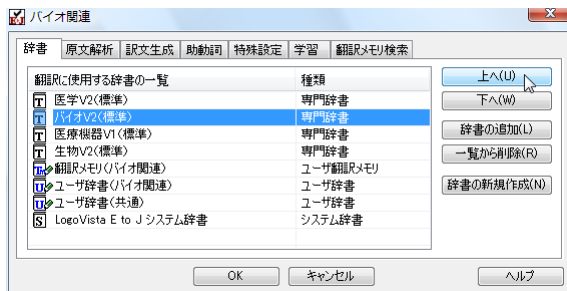 バイオ関連
辞書 原文解析 訳文生成 助動詞 特殊設定 学習 翻訳メモリ検索
翻訳に使用する辞書の一覧 種類
医学V2(標準) 専門辞書
バイオV2(標準) 専門辞書
医療機器V1(標準) 専門辞書
生物V2(標準) 専門辞書
翻訳メモリ(バイオ関連) ユーザ翻訳メモリ
ユーザ辞書(バイオ関連) ユーザ辞書
ユーザ辞書(共通) ユーザ辞書
LogoVista E to J システム辞書 システム辞書
上へ(U)
下へ(W)
辞書の追加(L)
一覧から削除(R)
辞書の新規作成(N)
OK キャンセル ヘルプ